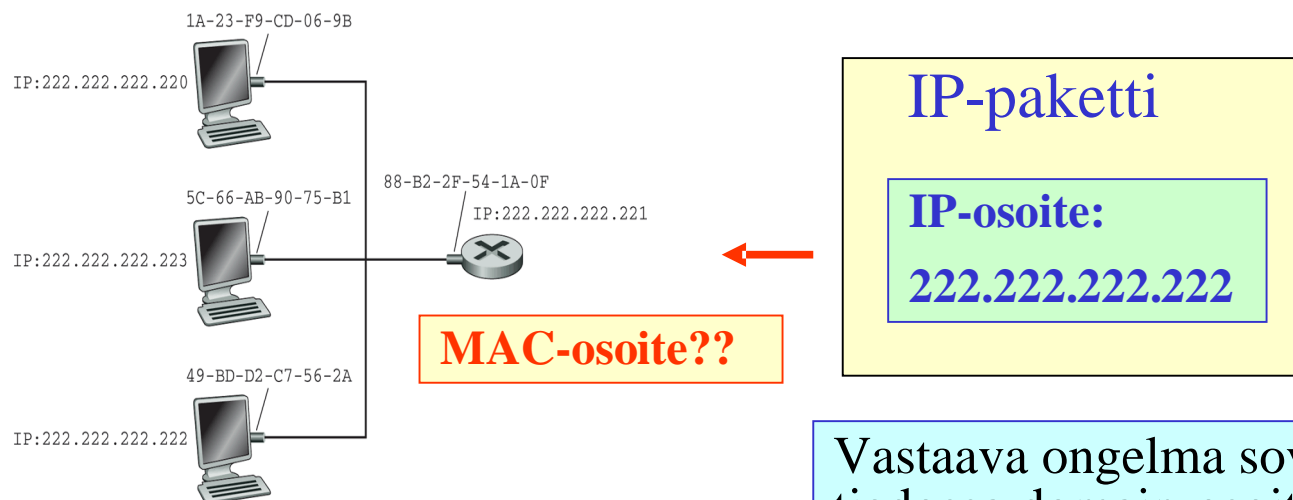 1A-23-F9-CD-06-9B
IP:222.222.222.220
5C-66-AB-90-75-B1
IP:222.222.222.223
49-BD-D2-C7-56-2A
IP:222.222.222.222
88-B2-2F-54-1A-0F
IP:222.222.222.221
MAC-osoite??
IP-paketti
IP-osoite:
222.222.222.222
Vastaava ongelma